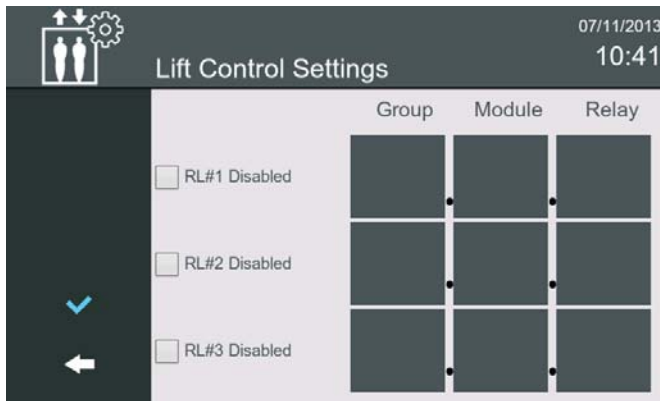 07/11/2013
Lift Control Settings
10:41
Group Module Relay
RL#1 Disabled
RL#2 Disabled
RL#3 Disabled